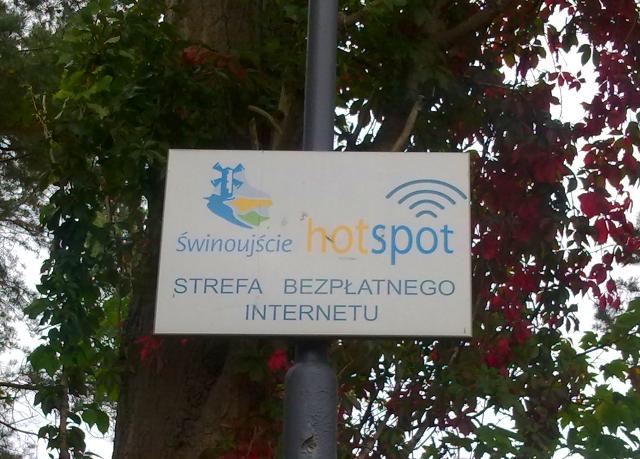 Świnoujście hotspot
STREFA BEZPŁATNEGO
INTERNETU